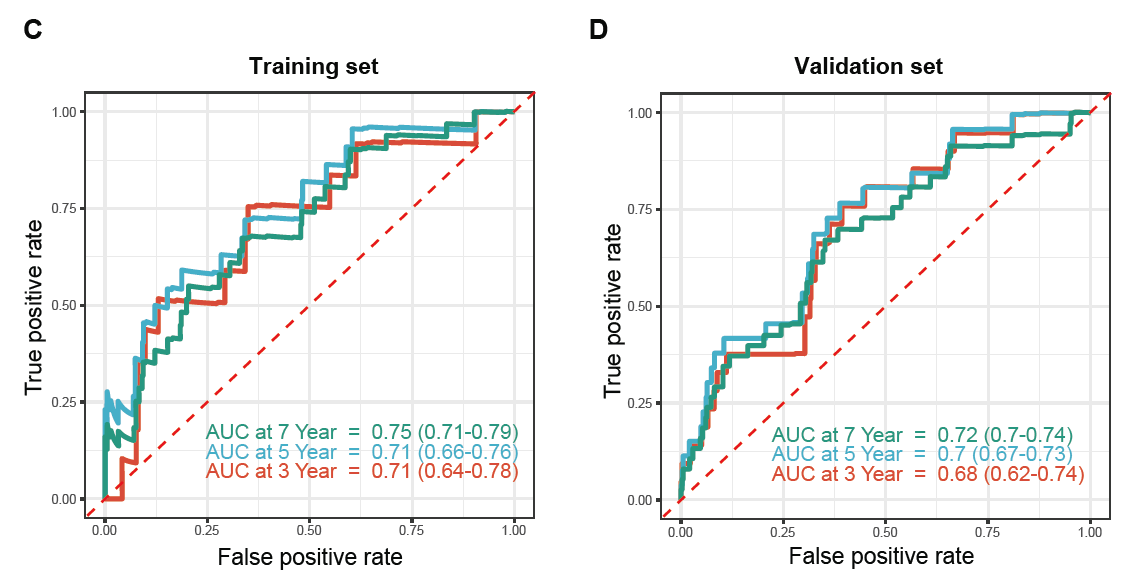 C
Training set
True positive rate
1.00
0.75
0.50
0.25
0.00
AUC at 7 Year = 0.75 (0.71-0.79)
AUC at 5 Year = 0.71 (0.66-0.76)
AUC at 3 Year = 0.71 (0.64-0.78)
0.00 0.25 0.50 0.75 1.00
False positive rate
D
Validation set
True positive rate
1.00
0.75
0.50
0.25
0.00
AUC at 7 Year = 0.72 (0.7-0.74)
AUC at 5 Year = 0.7 (0.67-0.73)
AUC at 3 Year = 0.68 (0.62-0.74)
0.00 0.25 0.50 0.75 1.00
False positive rate